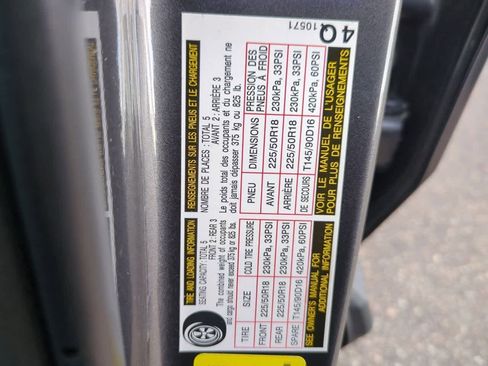 TIRE AND LOADING INFORMATION
SEATING CAPACITY: TOTAL 5
FRONT 2: REAR 3
The combined weight of occupants
and cargo should never exceed 375 kg or 825 lbs.
TIRE SIZE COLD TIRE PRESSURE
FRONT 225/50R18 230kPa, 33PSI
REAR 225/50R18 230kPa, 33PSI
SPARE T145/90D16 420kPa, 60PSI
SEE OWNER'S MANUAL FOR
ADDITIONAL INFORMATION
RENSEIGNEMENTS SUR LES PNEUS ET LE CHARGEMENT
NOMBRE DE PLACES : TOTAL 5
AVANT 2 : ARRIÈRE 3
Le poids total des occupants et du chargement ne
doit jamais dépasser 375 kg ou 825 lb.
PNEU DIMENSIONS PRESSION DES
PNEUS À FROID
AVANT 225/50R18 230kPa, 33PSI
ARRIÈRE 225/50R18 230kPa, 33PSI
DE SECOURS T145/90D16 420kPa, 60PSI
VOIR LE MANUEL DE L'USAGER
POUR PLUS DE RENSEIGNEMENTS
4Q 10571